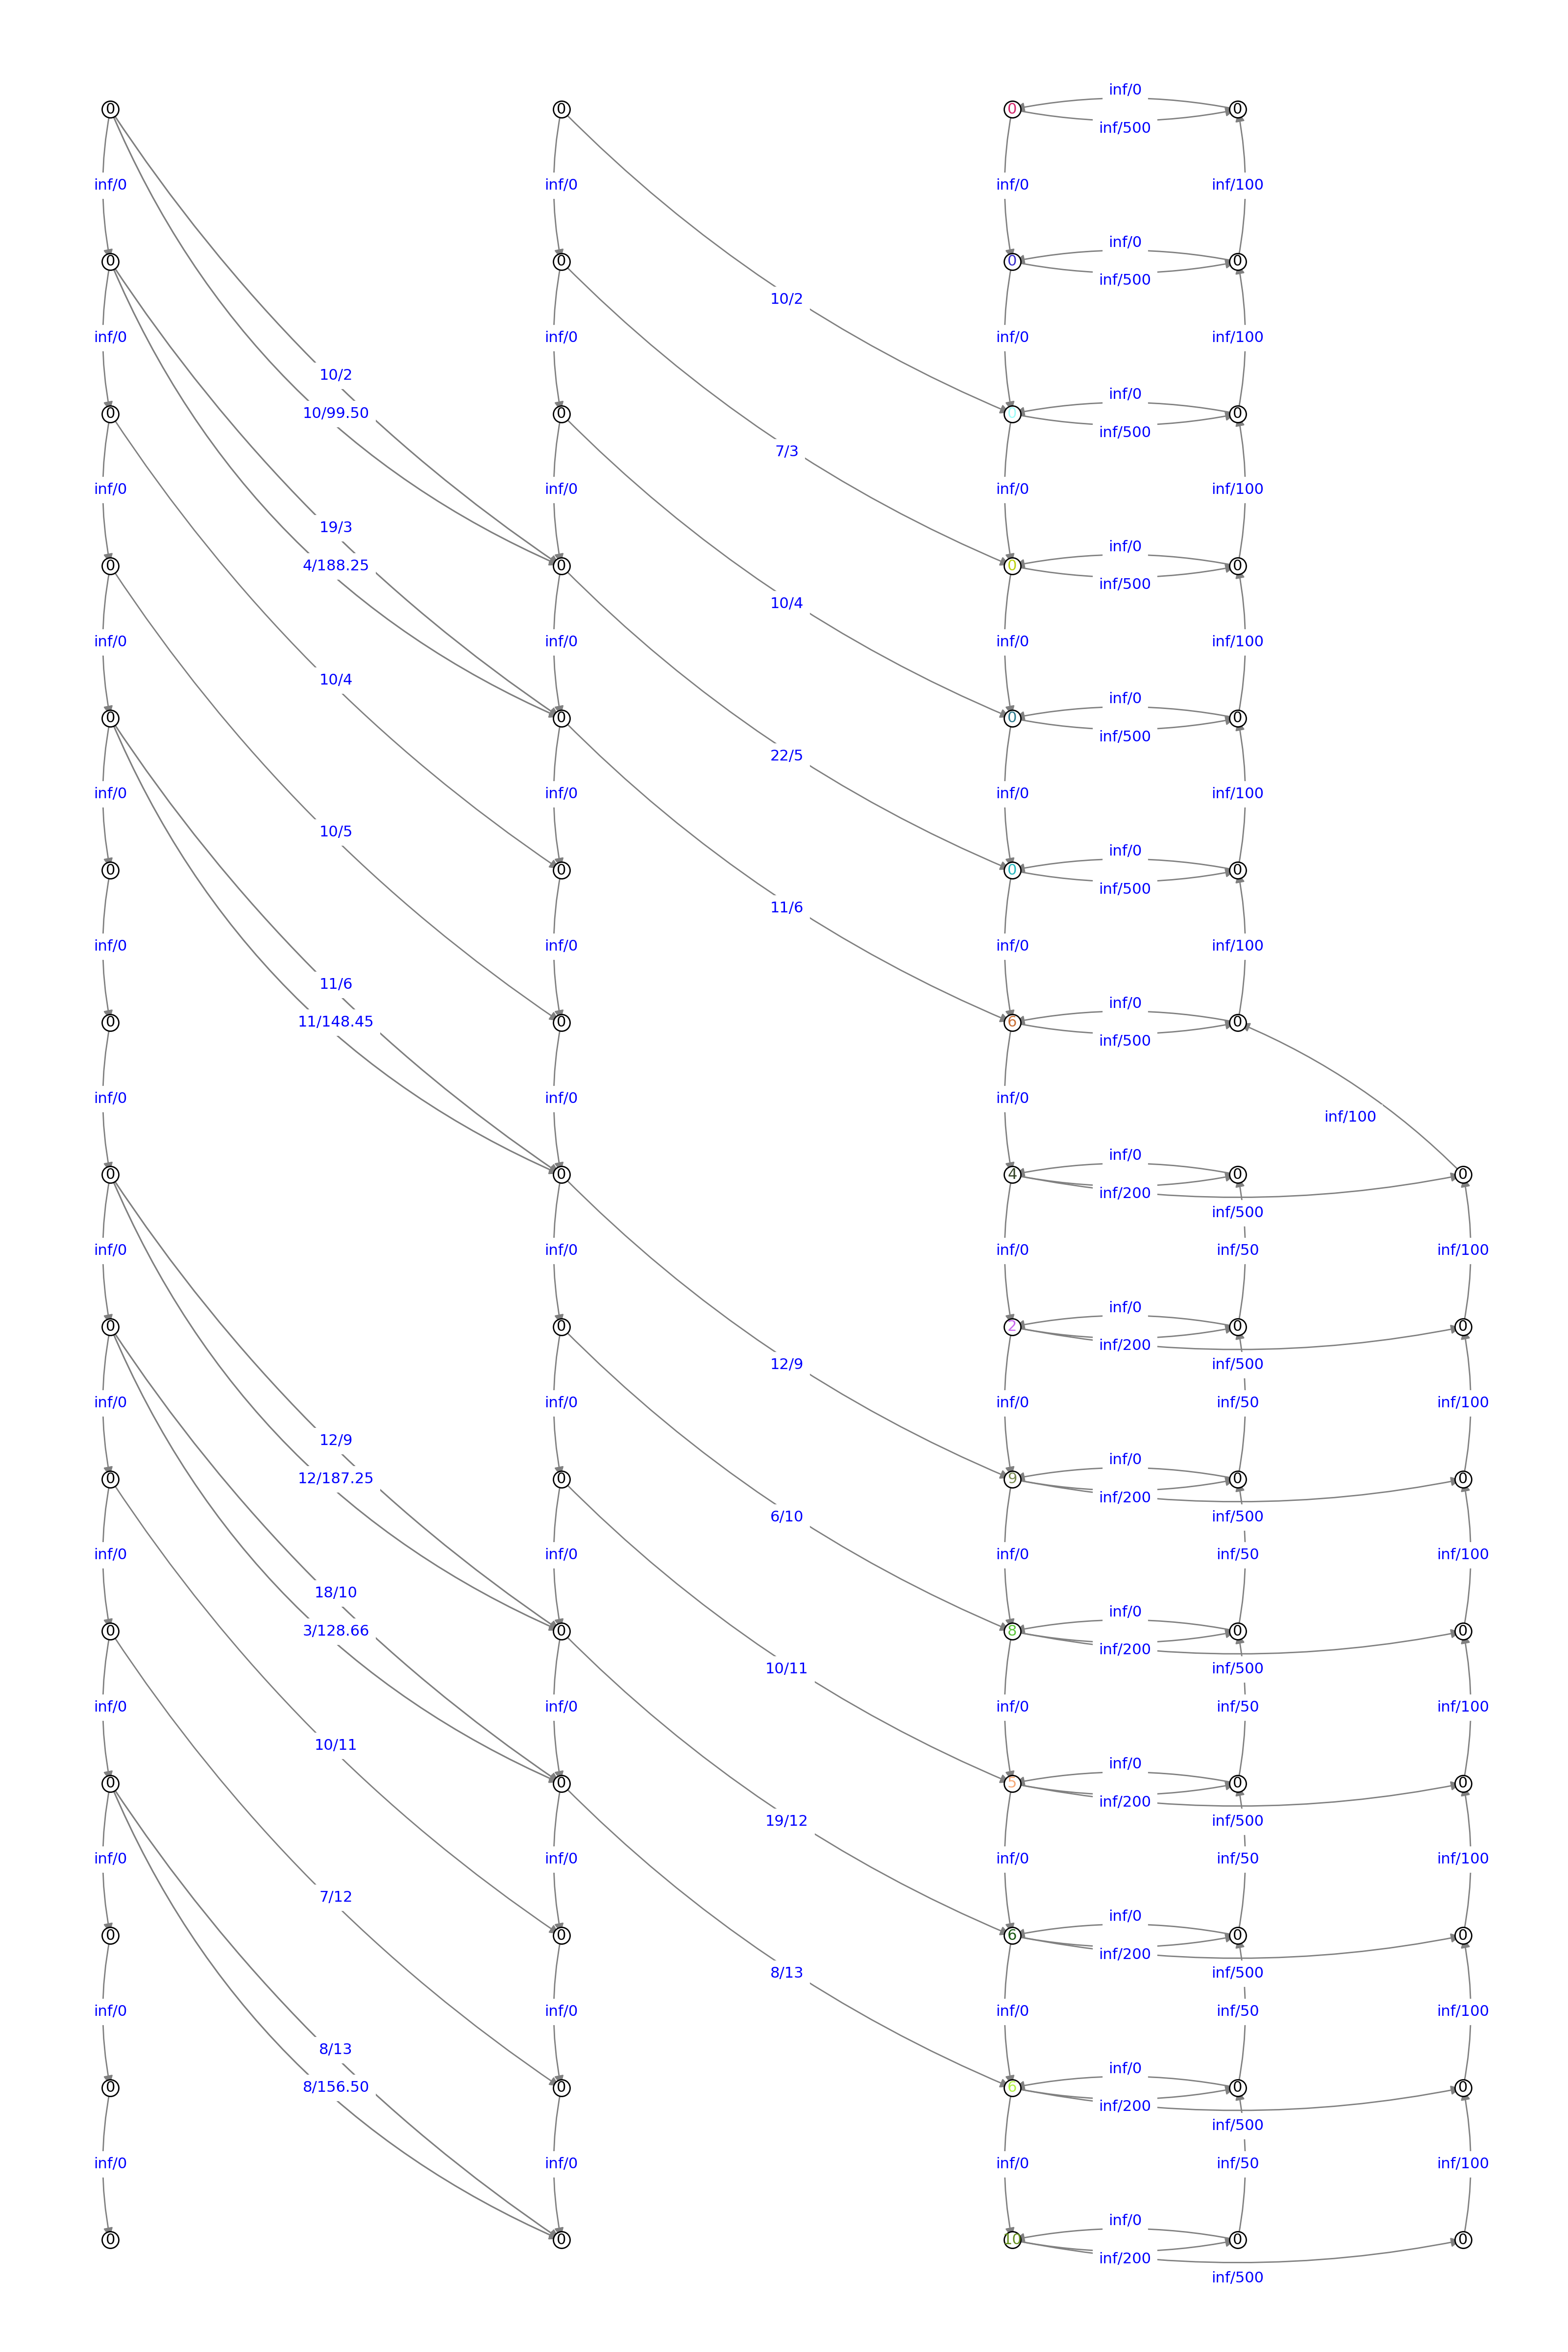 inf/0
0 0 0 0
inf/500
inf/0 inf/0 inf/0 inf/100
inf/0
0 0 0 0
inf/500
10/2
inf/0 inf/0 inf/0 inf/100
10/2
inf/0
0 10/99.50 0 0 0
inf/500
7/3
inf/0 inf/0 inf/0 inf/100
19/3
inf/0
0 4/188.25 0 0 0
inf/500
10/4
inf/0 inf/0 inf/0 inf/100
10/4
inf/0
0 0 0 0
inf/500
22/5
inf/0 inf/0 inf/0 inf/100
10/5
inf/0
0 0 0 0
inf/500
11/6
inf/0 inf/0 inf/0 inf/100
11/6
inf/0
0 11/148.45 0 6 0
inf/500
inf/0 inf/0 inf/0
inf/100
inf/0
0 0 4 0 0
inf/200
inf/500
inf/0 inf/0 inf/0 inf/50 inf/100
inf/0
0 0 2 0 0
inf/200
12/9 inf/500
inf/0 inf/0 inf/0 inf/50 inf/100
12/9
inf/0
0 12/187.25 0 9 0 0
inf/200
6/10 inf/500
inf/0 inf/0 inf/0 inf/50 inf/100
18/10
inf/0
0 3/128.66 0 8 0 0
inf/200
10/11 inf/500
inf/0 inf/0 inf/0 inf/50 inf/100
10/11
inf/0
0 0 5 0 0
inf/200
19/12 inf/500
inf/0 inf/0 inf/0 inf/50 inf/100
7/12
inf/0
0 0 6 0 0
inf/200
8/13 inf/500
inf/0 inf/0 inf/0 inf/50 inf/100
8/13
inf/0
0 8/156.50 0 6 0 0
inf/200
inf/500
inf/0 inf/0 inf/0 inf/50 inf/100
inf/0
0 0 10 0 0
inf/200
inf/500